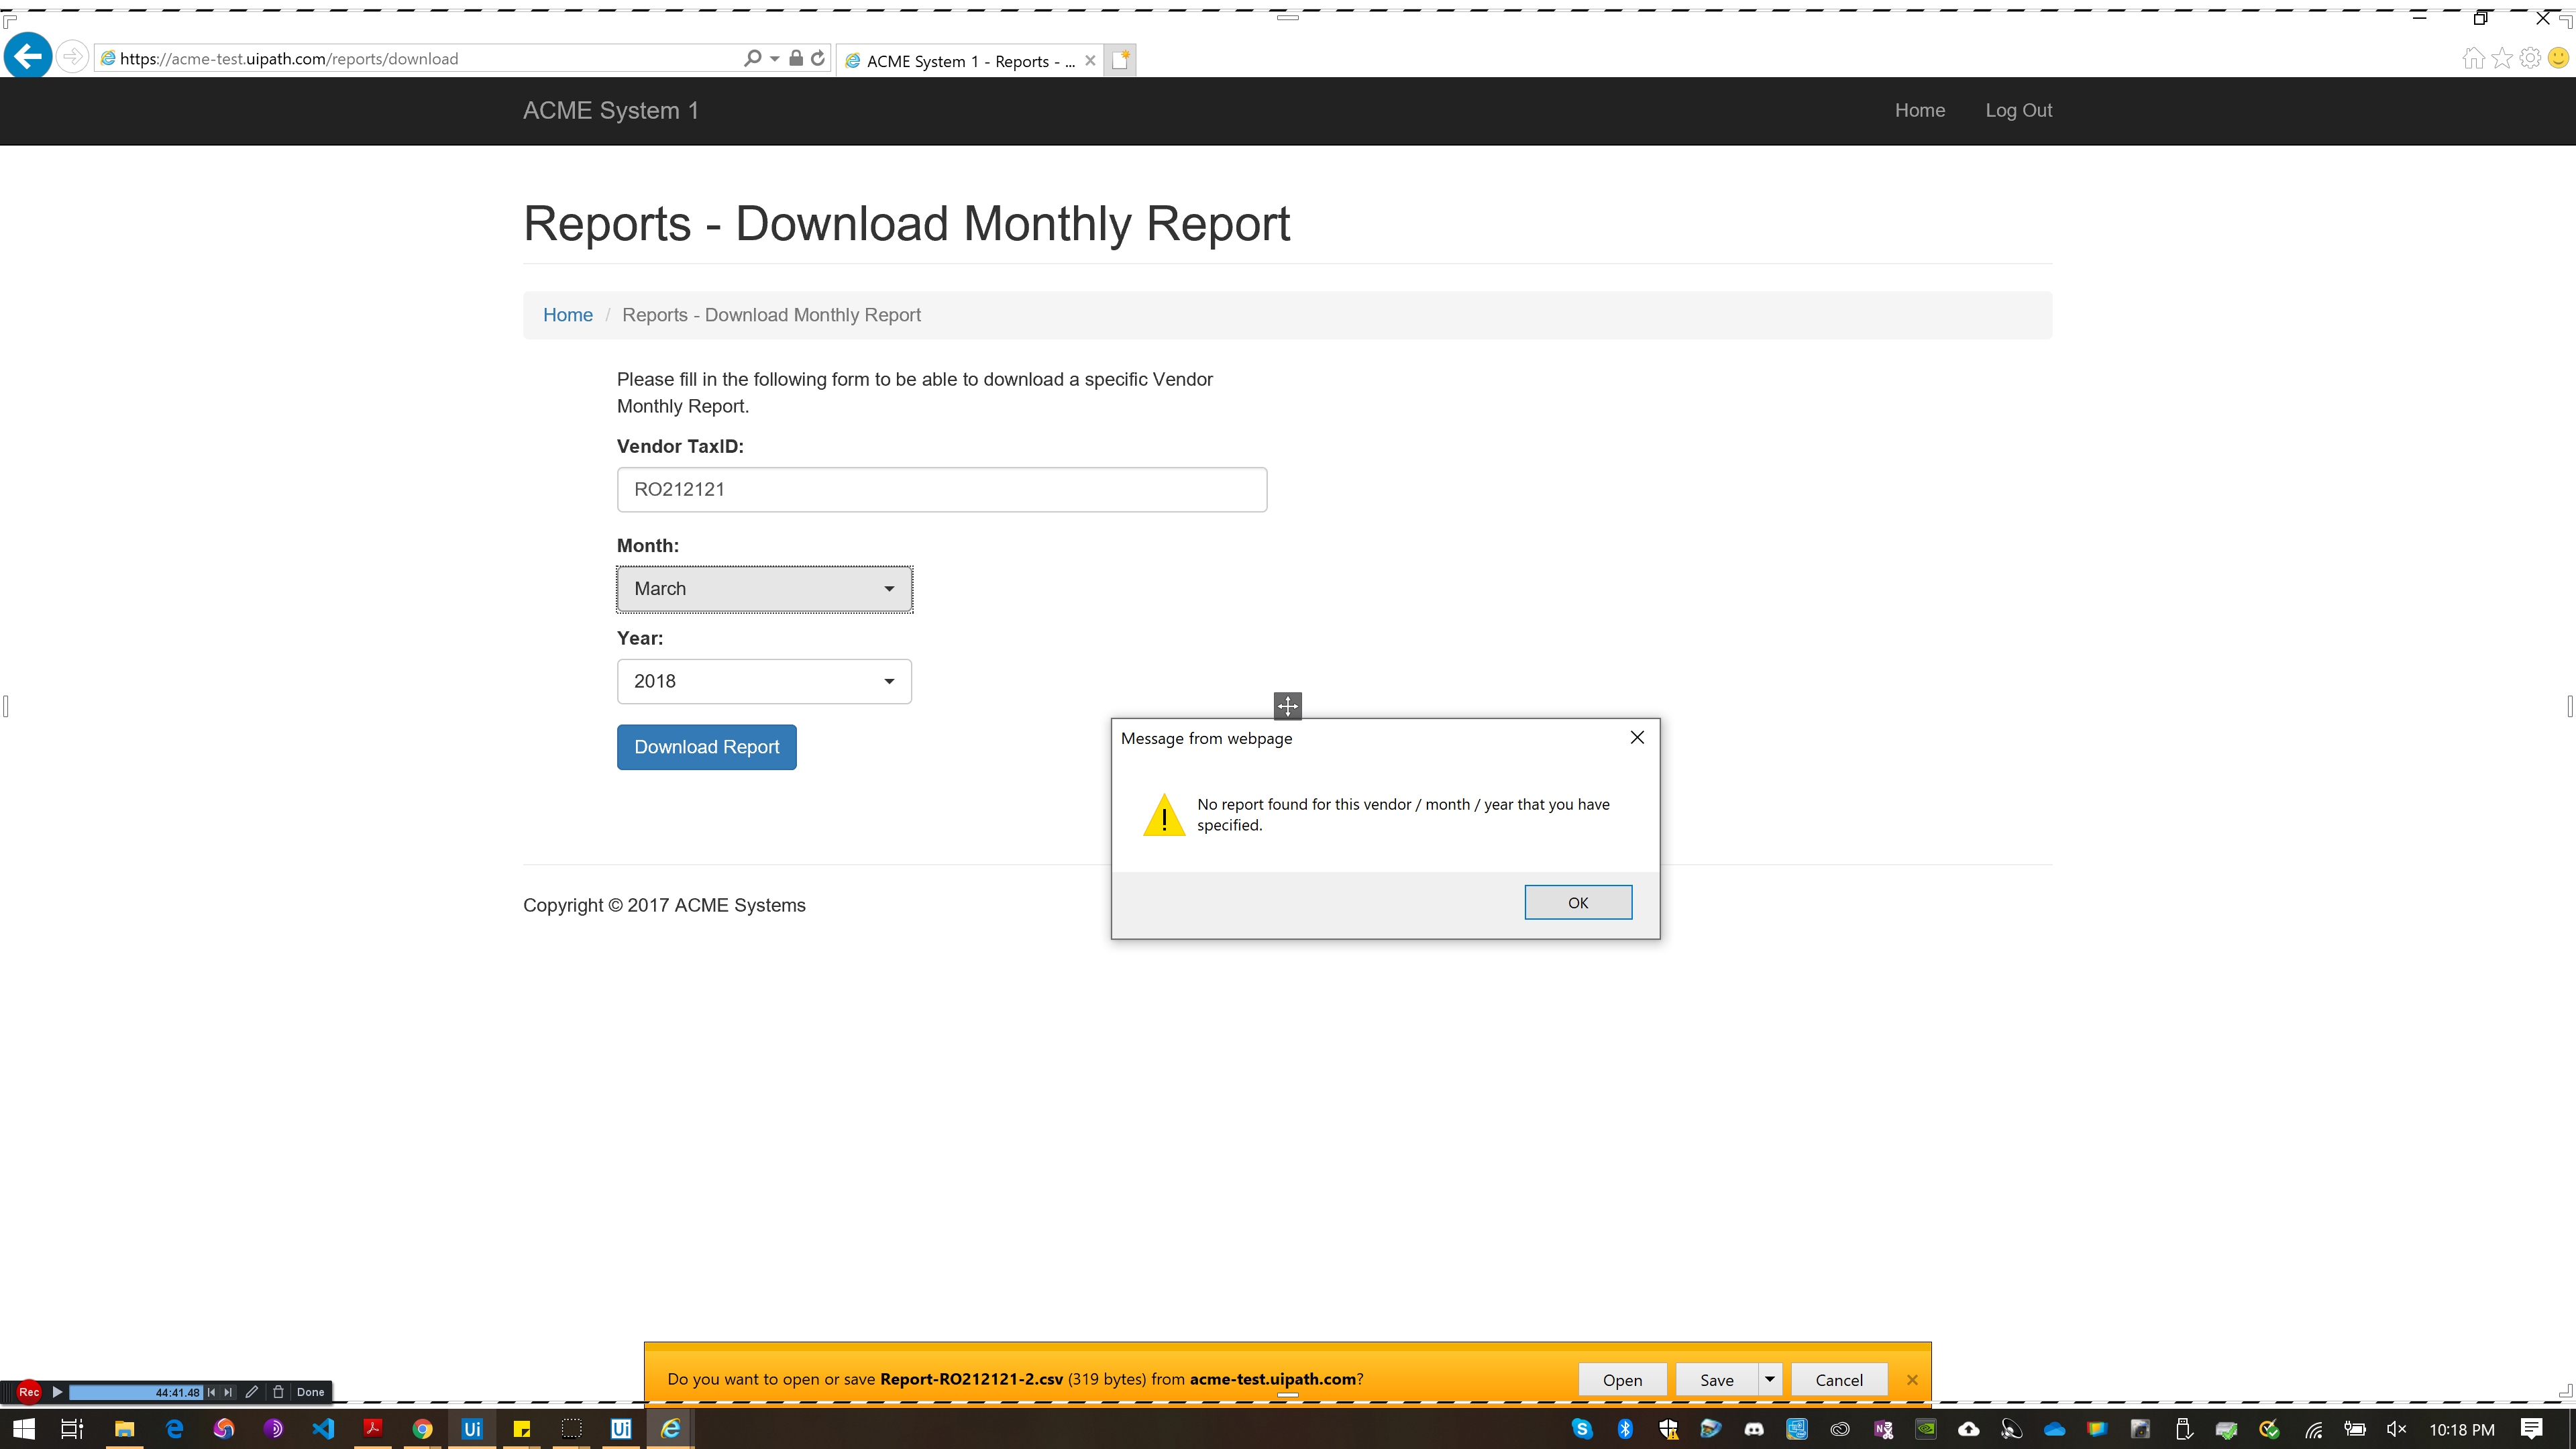 https://acme-test.uipath.com/reports/download
ACME System 1 - Reports - ...
ACME System 1
Home
Log Out
Reports - Download Monthly Report
Home / Reports - Download Monthly Report
Please fill in the following form to be able to download a specific Vendor
Monthly Report.
Vendor TaxID:
RO212121
Month:
March
Year:
2018
Download Report
Message from webpage
No report found for this vendor / month / year that you have
specified.
OK
Copyright © 2017 ACME Systems
Do you want to open or save Report-RO212121-2.csv (319 bytes) from acme-test.uipath.com?
Open
Save
Cancel
Rec
44:41.48
Done
Ui
Ui
10:18 PM